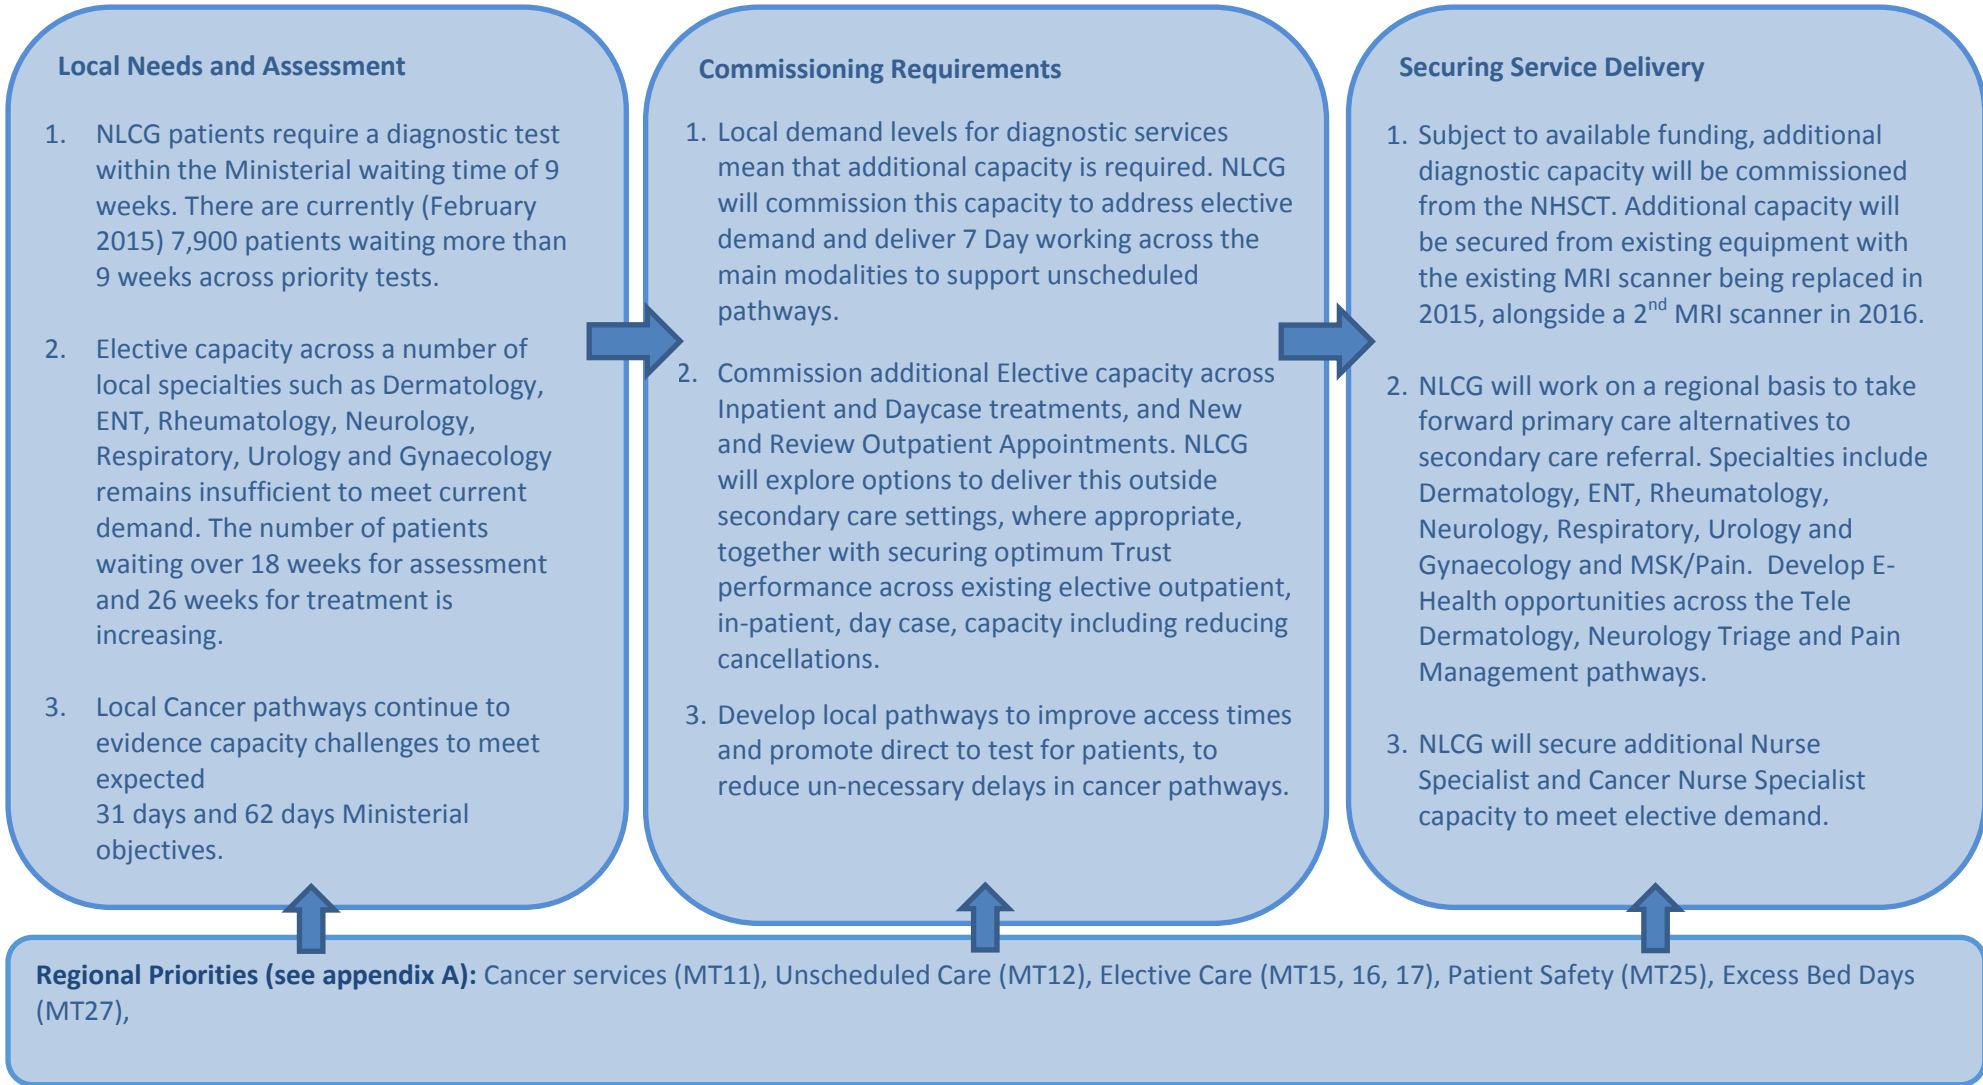 Local Needs and Assessment
1. NLCG patients require a diagnostic test
within the Ministerial waiting time of 9
weeks. There are currently (February
2015) 7,900 patients waiting more than
9 weeks across priority tests.
2. Elective capacity across a number of
local specialties such as Dermatology,
ENT, Rheumatology, Neurology,
Respiratory, Urology and Gynaecology
remains insufficient to meet current
demand. The number of patients
waiting over 18 weeks for assessment
and 26 weeks for treatment is
increasing.
3. Local Cancer pathways continue to
evidence capacity challenges to meet
expected
31 days and 62 days Ministerial
objectives.
Commissioning Requirements
1. Local demand levels for diagnostic services
mean that additional capacity is required. NLCG
will commission this capacity to address elective
demand and deliver 7 Day working across the
main modalities to support unscheduled
pathways.
2. Commission additional Elective capacity across
Inpatient and Daycase treatments, and New
and Review Outpatient Appointments. NLCG
will explore options to deliver this outside
secondary care settings, where appropriate,
together with securing optimum Trust
performance across existing elective outpatient,
in-patient, day case, capacity including reducing
cancellations.
3. Develop local pathways to improve access times
and promote direct to test for patients, to
reduce un-necessary delays in cancer pathways.
Securing Service Delivery
1. Subject to available funding, additional
diagnostic capacity will be commissioned
from the NHSCT. Additional capacity will
be secured from existing equipment with
the existing MRI scanner being replaced in
2015, alongside a 2nd MRI scanner in 2016.
2. NLCG will work on a regional basis to take
forward primary care alternatives to
secondary care referral. Specialties include
Dermatology, ENT, Rheumatology,
Neurology, Respiratory, Urology and
Gynaecology and MSK/Pain. Develop E-
Health opportunities across the Tele
Dermatology, Neurology Triage and Pain
Management pathways.
3. NLCG will secure additional Nurse
Specialist and Cancer Nurse Specialist
capacity to meet elective demand.
Regional Priorities (see appendix A): Cancer services (MT11), Unscheduled Care (MT12), Elective Care (MT15, 16, 17), Patient Safety (MT25), Excess Bed Days
(MT27),